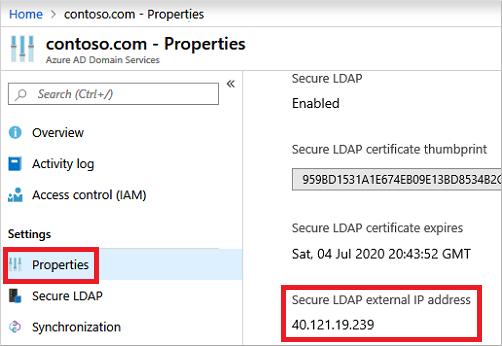 Home > contoso.com - Properties
contoso.com - Properties
Azure AD Domain Services
Search (Ctrl+/)
«
Overview
Activity log
Access control (IAM)
Settings
Properties
Secure LDAP
Synchronization
Secure LDAP
Enabled
Secure LDAP certificate thumbprint
959BD1531A1E674EB09E13BD8534B2
Secure LDAP certificate expires
Sat, 04 Jul 2020 20:43:52 GMT
Secure LDAP external IP address
40.121.19.239